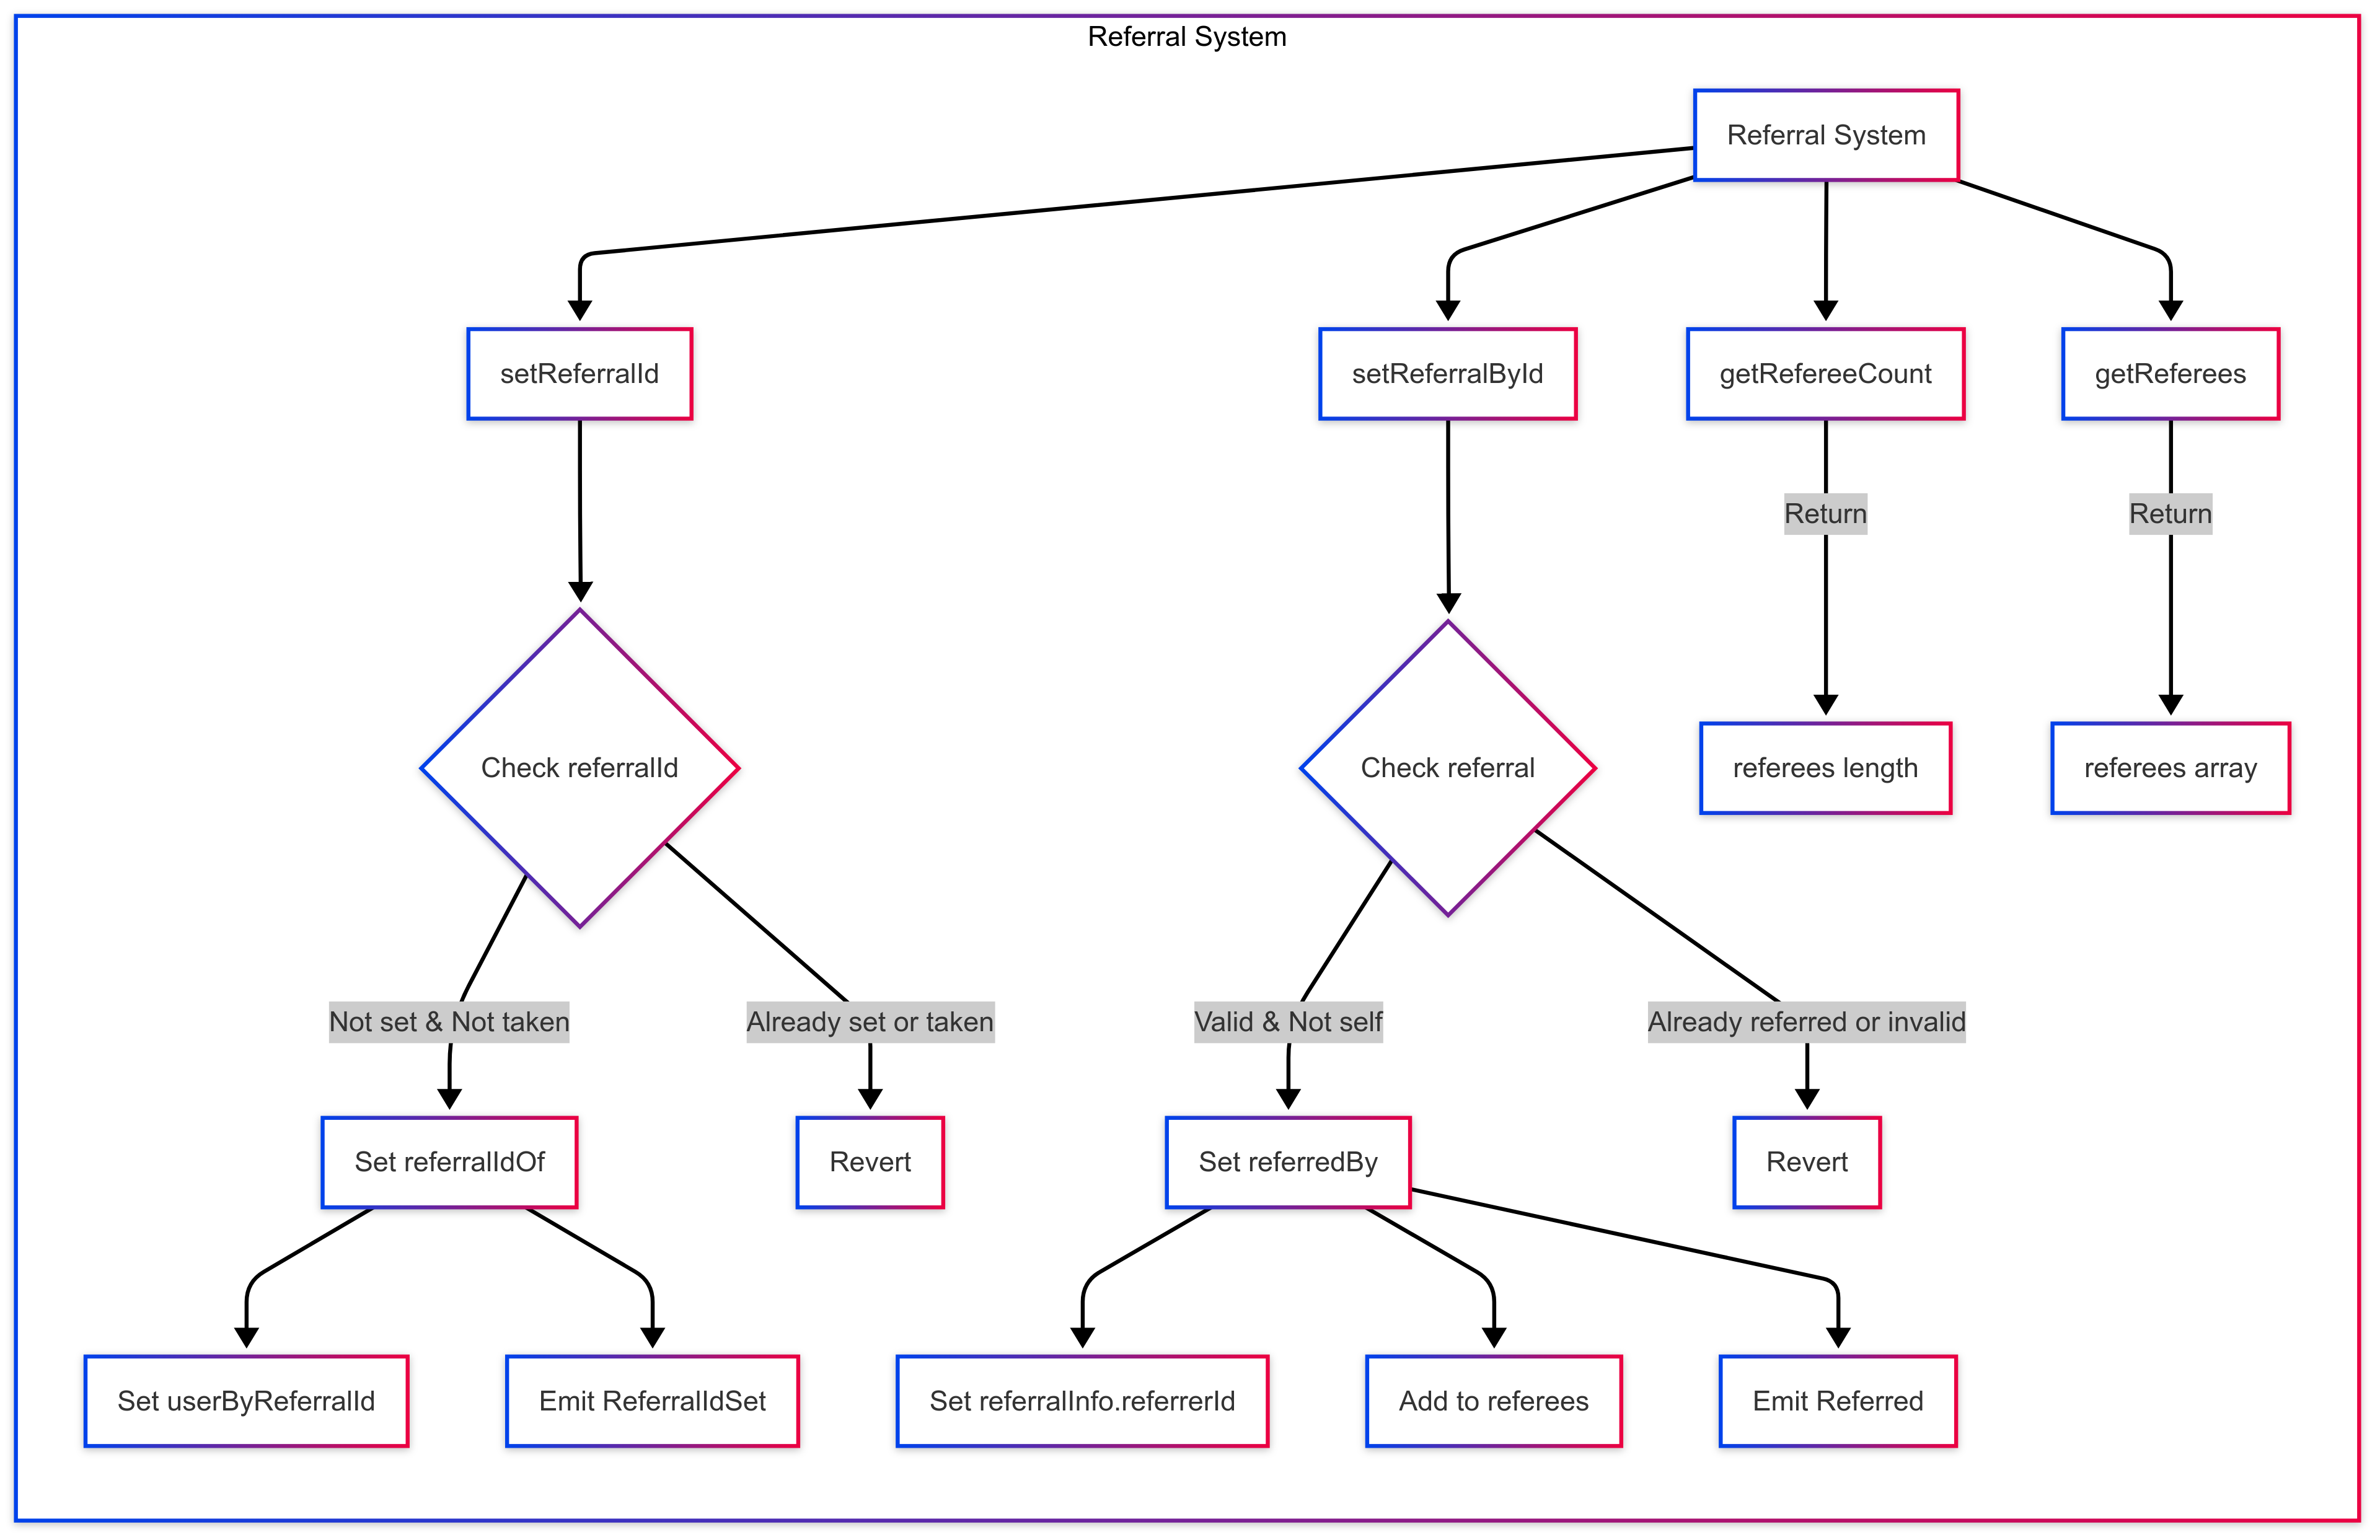 Referral System
Referral System
setReferralId
setReferralById
getRefereeCount
getReferees
Return
Return
Check referralId
Check referral
referees length
referees array
Not set & Not taken
Already set or taken
Valid & Not self
Already referred or invalid
Set referralIdOf
Revert
Set referredBy
Revert
Set userByReferralId
Emit ReferralIdSet
Set referralInfo.referrerId
Add to referees
Emit Referred